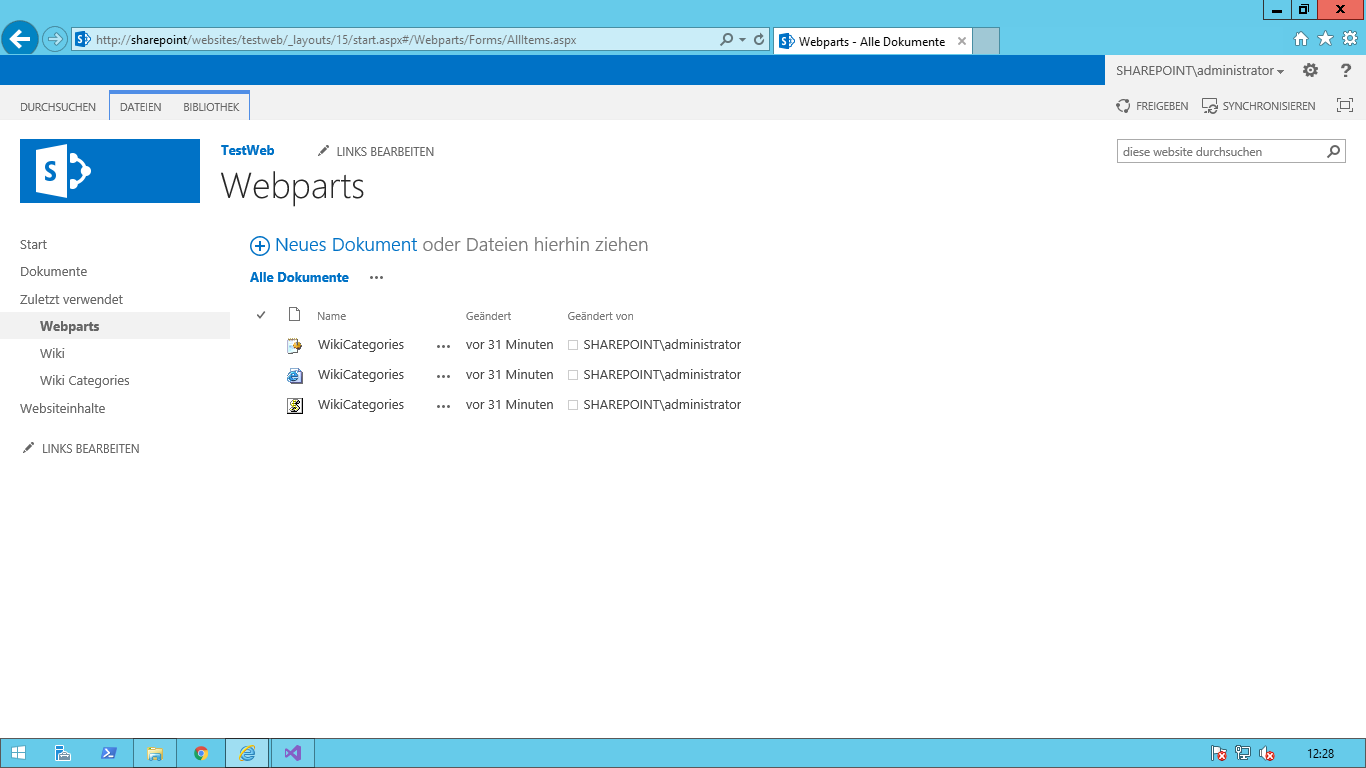 http://sharepoint/websites/testweb/_layouts/15/start.aspx#/Webparts/Forms/AllItems.aspx
Webparts - Alle Dokumente
SHAREPOINT\administrator
?
DURCHSUCHEN
DATEIEN
BIBLIOTHEK
FREIGEBEN
SYNCHRONISIEREN
S
TestWeb
LINKS BEARBEITEN
diese website durchsuchen
Webparts
Start
Dokumente
Zuletzt verwendet
Webparts
Wiki
Wiki Categories
Websiteinhalte
LINKS BEARBEITEN
Neues Dokument oder Dateien hierhin ziehen
Alle Dokumente ...
Name Geändert Geändert von
WikiCategories ... vor 31 Minuten SHAREPOINT\administrator
WikiCategories ... vor 31 Minuten SHAREPOINT\administrator
WikiCategories ... vor 31 Minuten SHAREPOINT\administrator
12:28